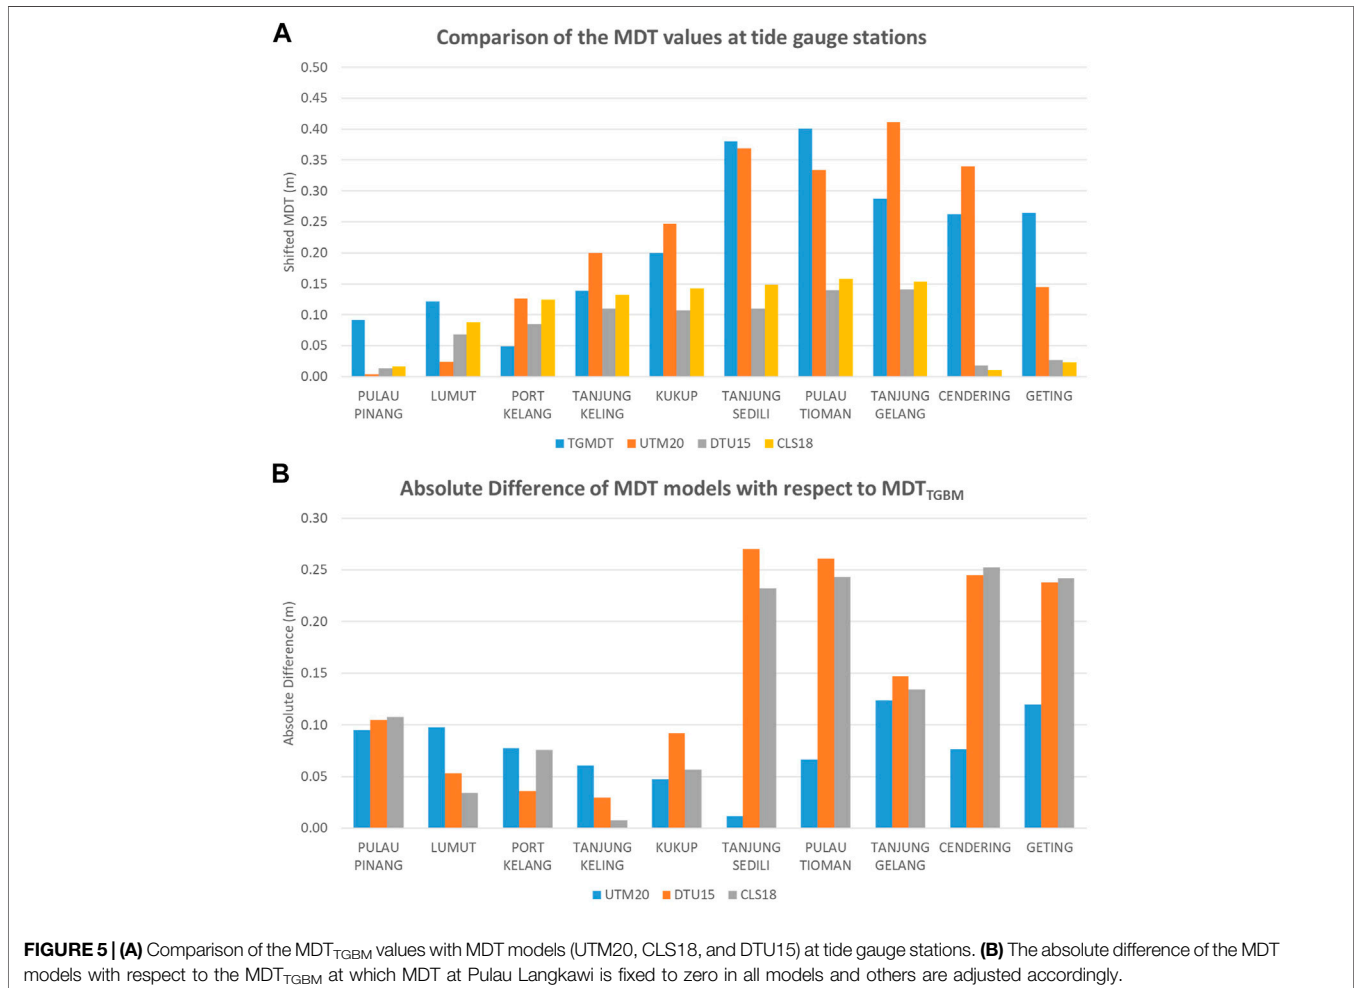 A
Comparison of the MDT values at tide gauge stations
0.50
0.45
0.40
0.35
0.30
0.25
0.20
0.15
0.10
0.05
0.00
Shifted MDT (m)
PULAU PINANG
LUMUT
PORT KELANG
TANJUNG KELING
KUKUP
TANJUNG SEDILI
PULAU TIOMAN
TANJUNG GELANG
CENDERING
GETING
TGMDT UTM20 DTU15 CLS18
B
Absolute Difference of MDT models with respect to MDTTGBM
0.30
0.25
0.20
0.15
0.10
0.05
0.00
Absolute Difference (m)
PULAU PINANG
LUMUT
PORT KELANG
TANJUNG KELING
KUKUP
TANJUNG SEDILI
PULAU TIOMAN
TANJUNG GELANG
CENDERING
GETING
UTM20 DTU15 CLS18
FIGURE 5 | (A) Comparison of the MDTTGBM values with MDT models (UTM20, CLS18, and DTU15) at tide gauge stations. (B) The absolute difference of the MDT
models with respect to the MDTTGBM at which MDT at Pulau Langkawi is fixed to zero in all models and others are adjusted accordingly.